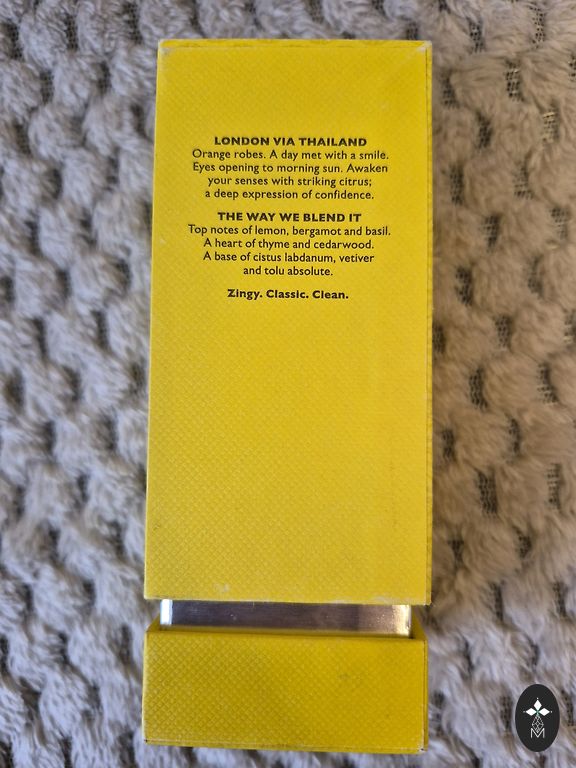 LONDON VIA THAILAND
Orange robes. A day met with a smile.
Eyes opening to morning sun. Awaken
your senses with striking citrus;
a deep expression of confidence.
THE WAY WE BLEND IT
Top notes of lemon, bergamot and basil.
A heart of thyme and cedarwood.
A base of cistus labdanum, vetiver
and tolu absolute.
Zingy. Classic. Clean.
M